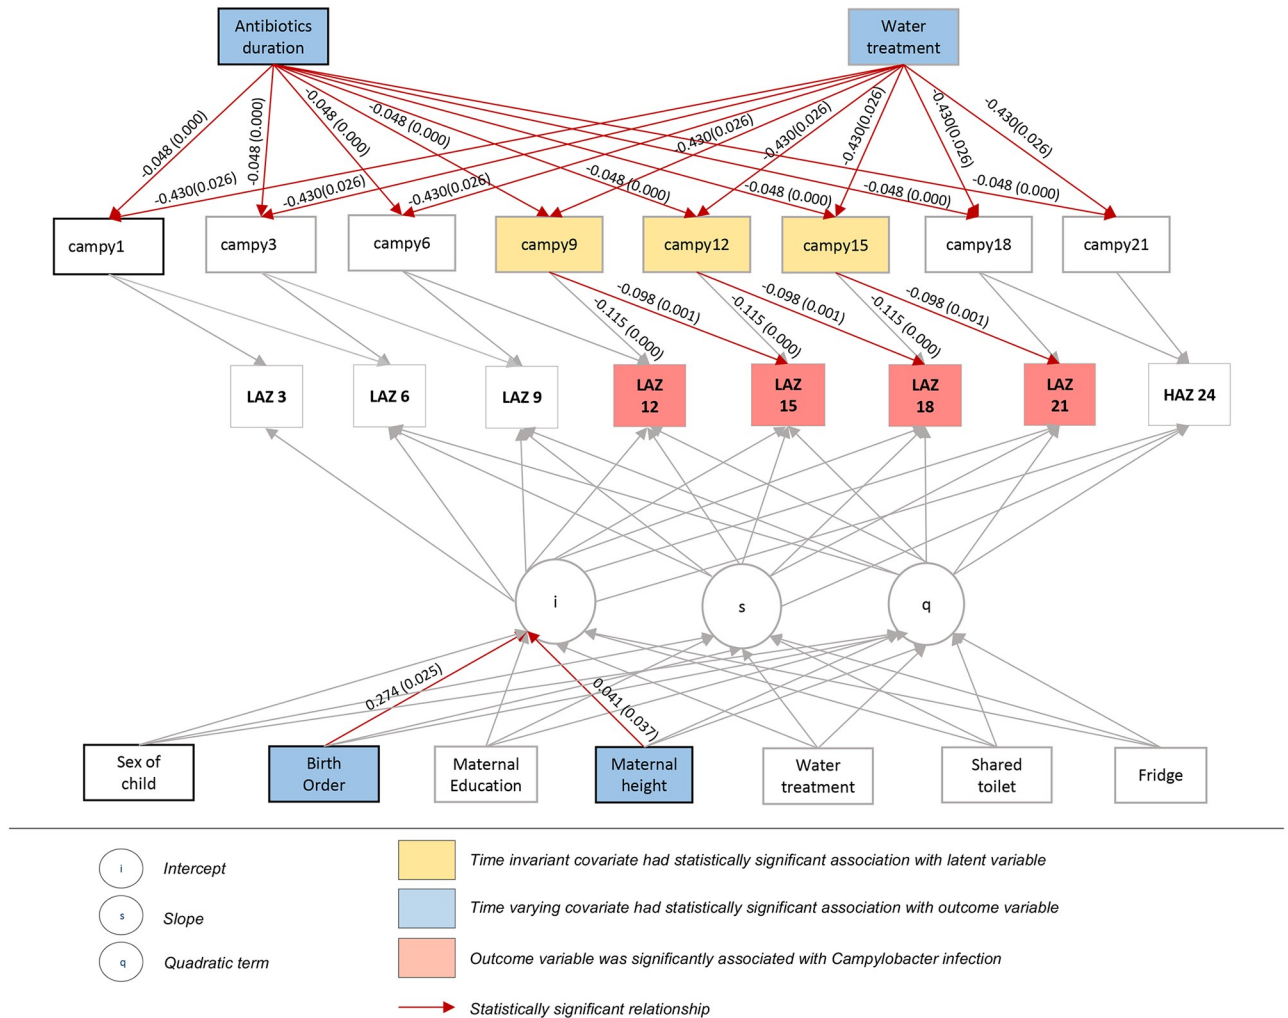 Antibiotics
duration
Water
treatment
-0.048 (0.000)
-0.048 (0.000)
-0.048 (0.000)
-0.048 (0.000)
-0.430(0.026)
-0.430(0.026)
-0.430(0.026)
-0.430(0.026)
-0.430(0.026)
-0.430(0.026)
-0.430(0.026)
-0.430(0.026)
-0.048 (0.000)
-0.048 (0.000)
-0.048 (0.000)
-0.048 (0.000)
campy1
campy3
campy6
campy9
campy12
campy15
campy18
campy21
-0.115 (0.000)
-0.098 (0.001)
-0.115 (0.000)
-0.098 (0.001)
-0.115 (0.000)
-0.098 (0.001)
LAZ 3
LAZ 6
LAZ 9
LAZ
12
LAZ
15
LAZ
18
LAZ
21
HAZ 24
i
s
q
0.274 (0.025)
0.041 (0.037)
Sex of
child
Birth
Order
Maternal
Education
Maternal
height
Water
treatment
Shared
toilet
Fridge
i
Intercept
s
Slope
q
Quadratic term
Time invariant covariate had statistically significant association with latent variable
Time varying covariate had statistically significant association with outcome variable
Outcome variable was significantly associated with Campylobacter infection
Statistically significant relationship